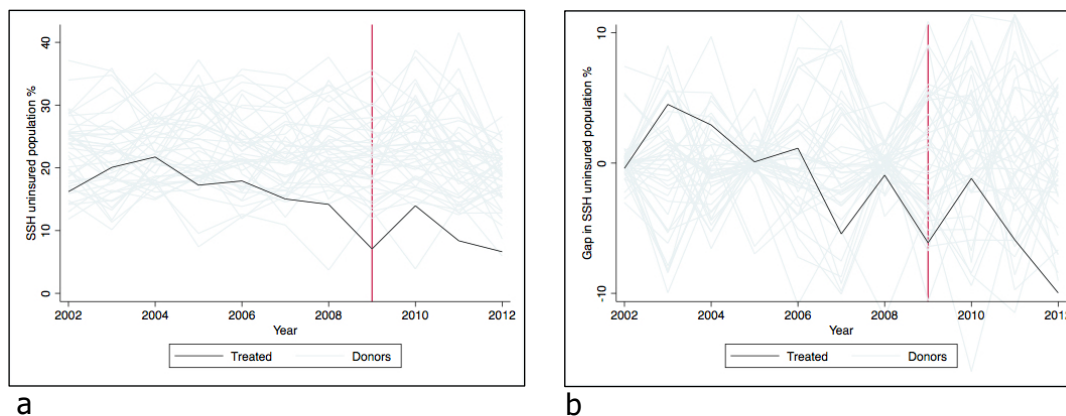 SSH uninsured population %
40
30
20
10
0
2002
2004
2006
2008
2010
2012
Year
Treated
Donors
a
Gap in SSH uninsured population %
10
0
-10
2002
2004
2006
2008
2010
2012
Year
Treated
Donors
b